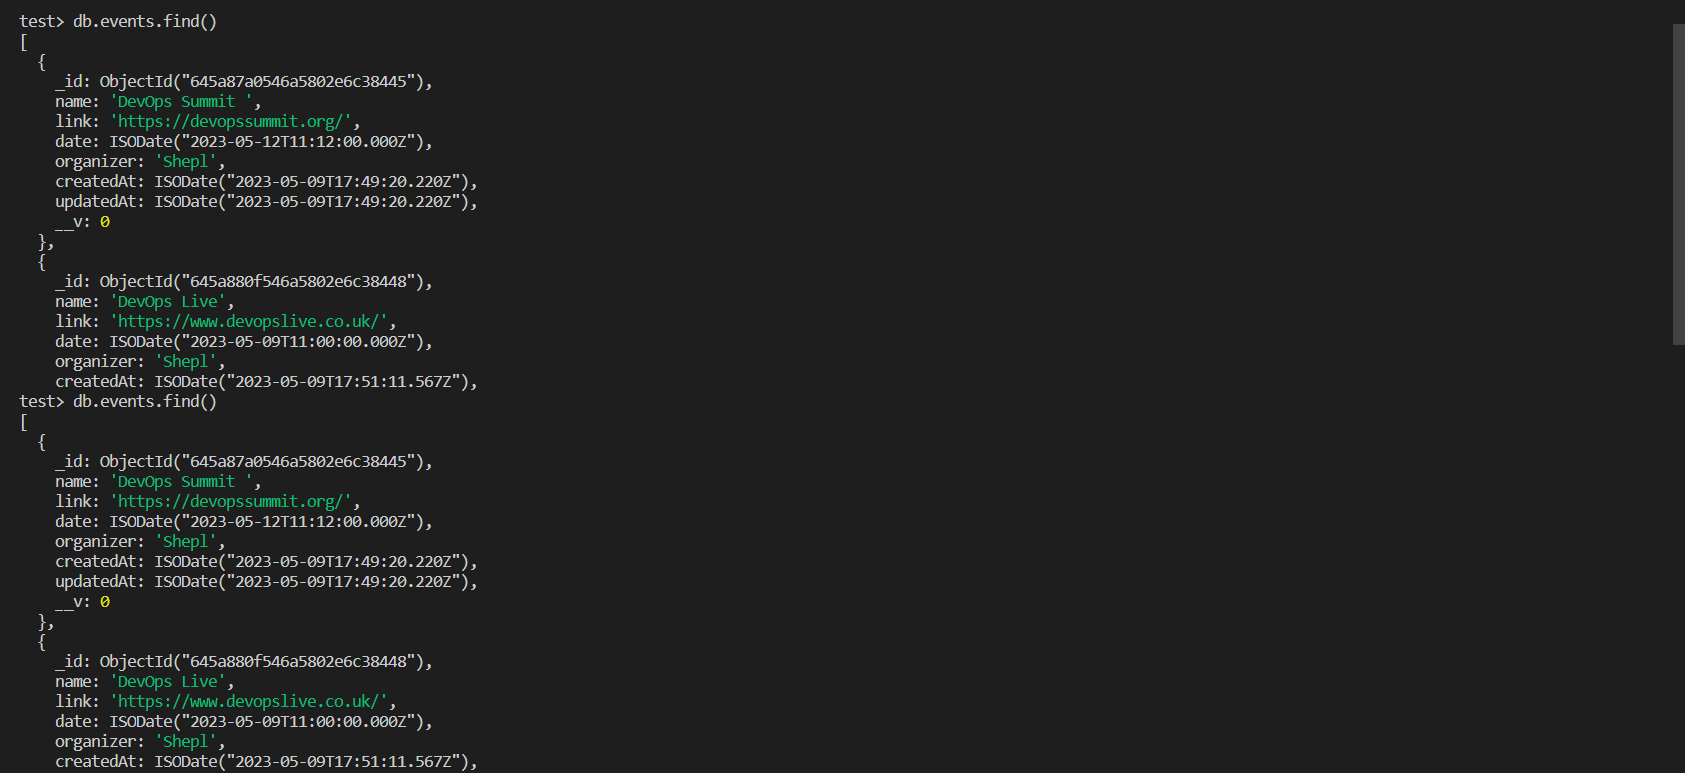 test> db.events.find()
[
  {
    _id: ObjectId("645a87a0546a5802e6c38445"),
    name: 'DevOps Summit ',
    link: 'https://devopssummit.org/',
    date: ISODate("2023-05-12T11:12:00.000Z"),
    organizer: 'Shepl',
    createdAt: ISODate("2023-05-09T17:49:20.220Z"),
    updatedAt: ISODate("2023-05-09T17:49:20.220Z"),
    __v: 0
  },
  {
    _id: ObjectId("645a880f546a5802e6c38448"),
    name: 'DevOps Live',
    link: 'https://www.devopslive.co.uk/',
    date: ISODate("2023-05-09T11:00:00.000Z"),
    organizer: 'Shepl',
    createdAt: ISODate("2023-05-09T17:51:11.567Z"),
test> db.events.find()
[
  {
    _id: ObjectId("645a87a0546a5802e6c38445"),
    name: 'DevOps Summit ',
    link: 'https://devopssummit.org/',
    date: ISODate("2023-05-12T11:12:00.000Z"),
    organizer: 'Shepl',
    createdAt: ISODate("2023-05-09T17:49:20.220Z"),
    updatedAt: ISODate("2023-05-09T17:49:20.220Z"),
    __v: 0
  },
  {
    _id: ObjectId("645a880f546a5802e6c38448"),
    name: 'DevOps Live',
    link: 'https://www.devopslive.co.uk/',
    date: ISODate("2023-05-09T11:00:00.000Z"),
    organizer: 'Shepl',
    createdAt: ISODate("2023-05-09T17:51:11.567Z"),